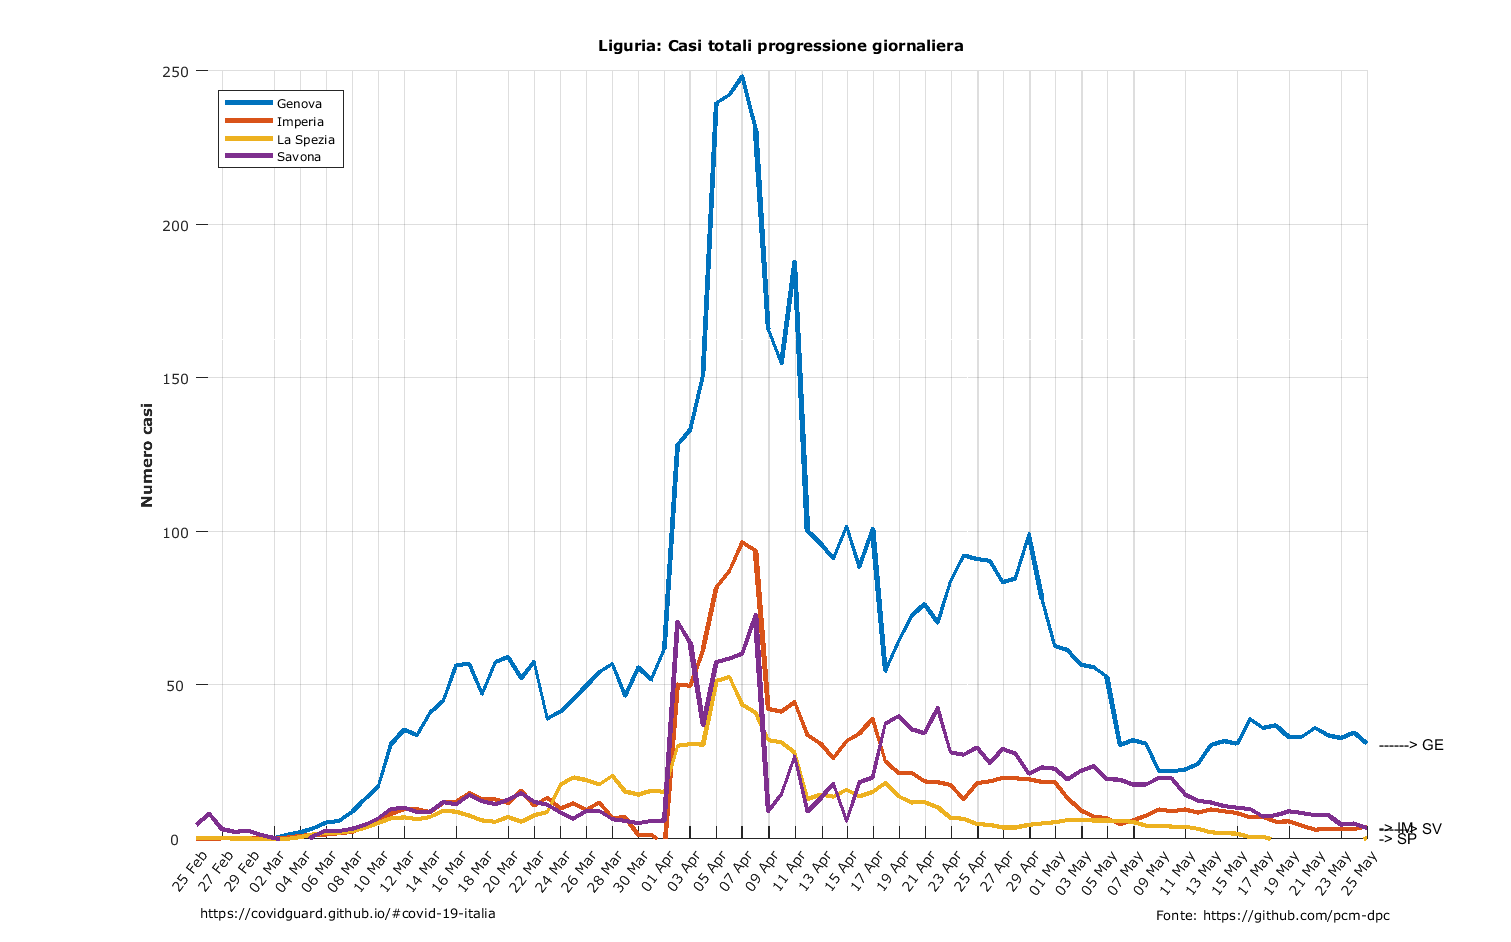 Liguria: Casi totali progressione giornaliera
Numero casi
250
200
150
100
50
0
Genova
Imperia
La Spezia
Savona
------> GE
-> IM
-----> SV
-> SP
25 Feb
27 Feb
29 Feb
02 Mar
04 Mar
06 Mar
08 Mar
10 Mar
12 Mar
14 Mar
16 Mar
18 Mar
20 Mar
22 Mar
24 Mar
26 Mar
28 Mar
30 Mar
01 Apr
03 Apr
05 Apr
07 Apr
09 Apr
11 Apr
13 Apr
15 Apr
17 Apr
19 Apr
21 Apr
23 Apr
25 Apr
27 Apr
29 Apr
01 May
03 May
05 May
07 May
09 May
11 May
13 May
15 May
17 May
19 May
21 May
23 May
25 May
https://covidguard.github.io/#covid-19-italia
Fonte: https://github.com/pcm-dpc